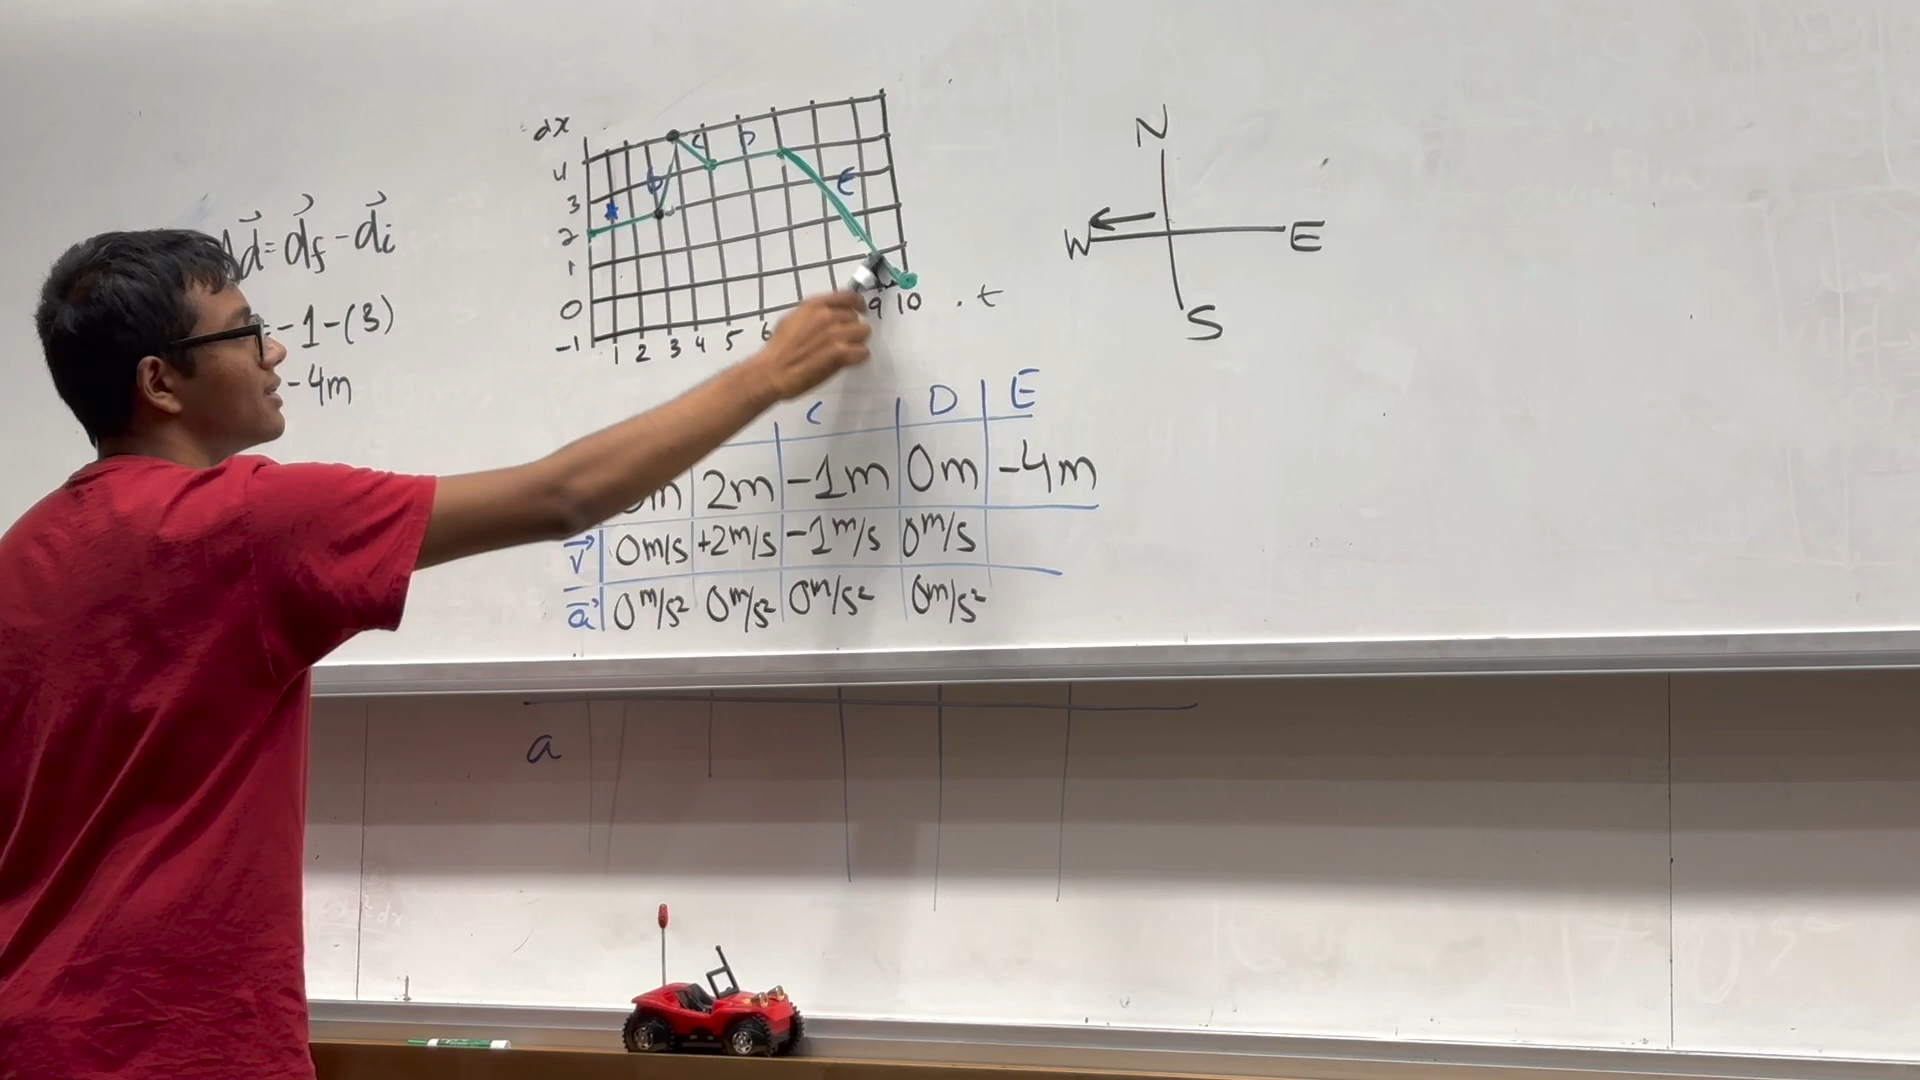 dx
4
3
2
1
0
-1
1 2 3 4 5 6 9 10 . t
C D E
Δd = df - di
= -1 - (3)
-4m
N
W E
S
C D E
0m 2m -1m 0m -4m
v 0m/s +2m/s -1m/s 0m/s
a 0m/s² 0m/s² 0m/s² 0m/s²
a